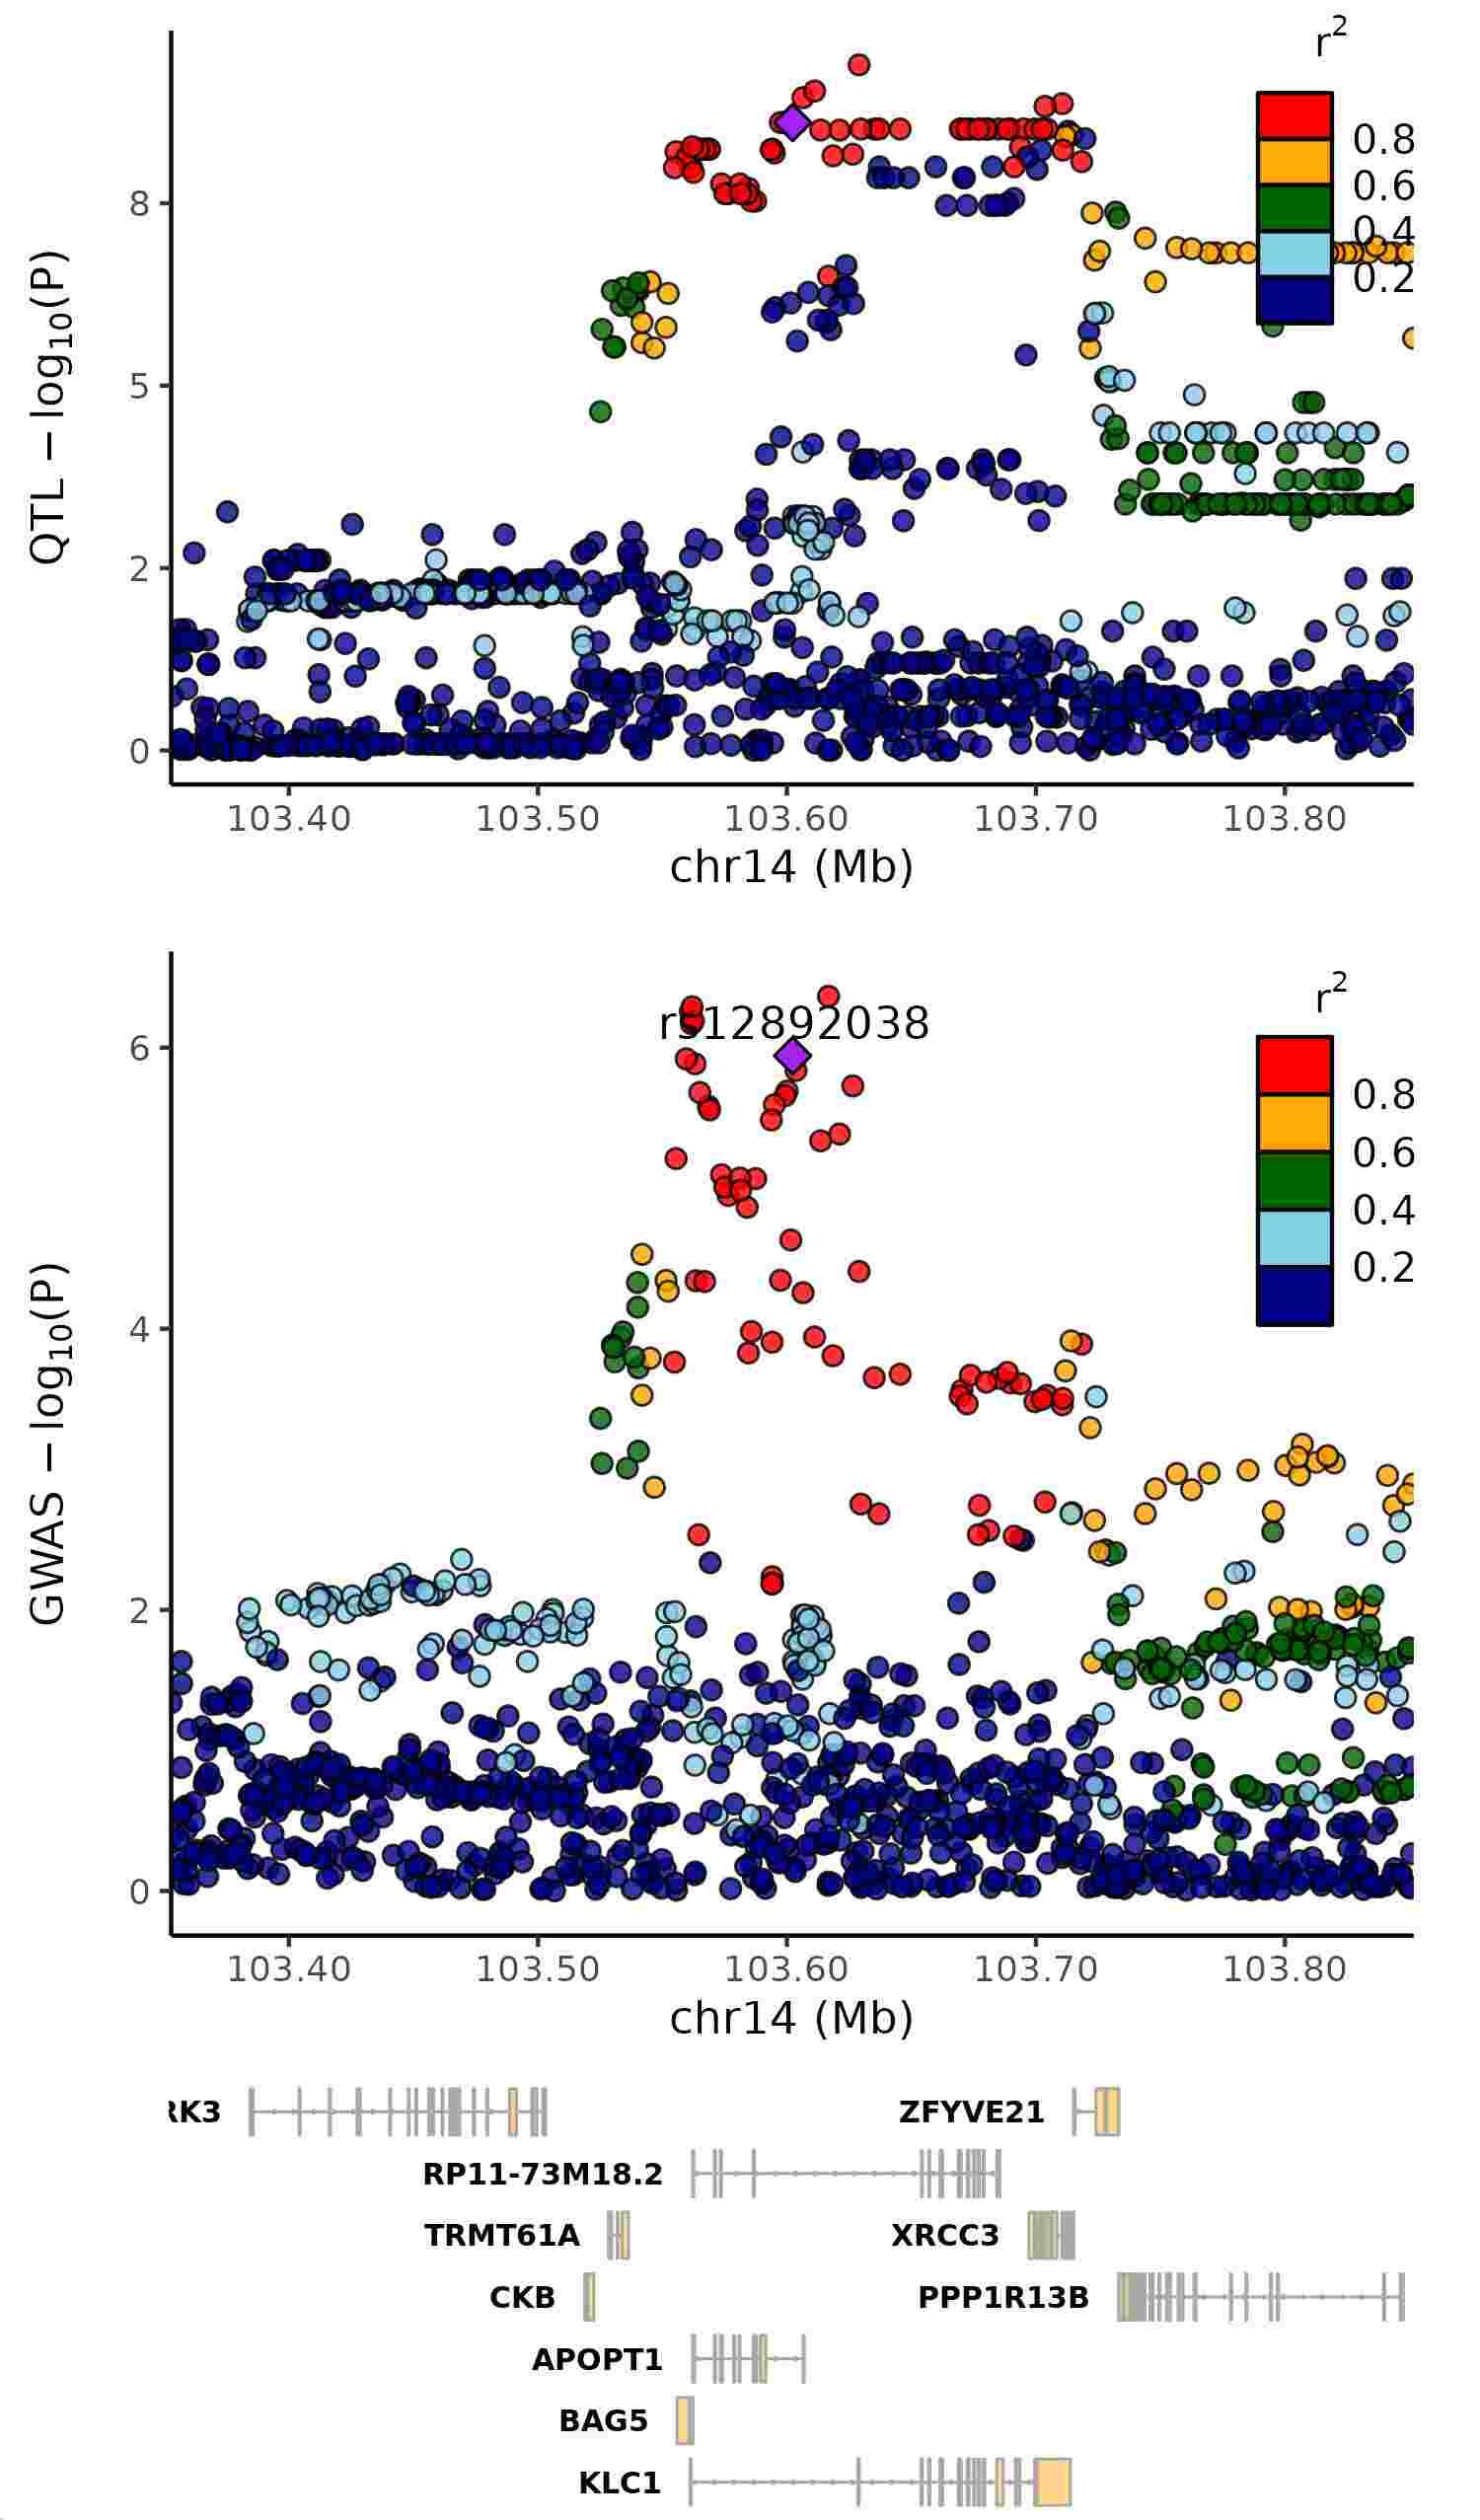 r2
0.8
0.6
0.4
0.2
8
5
2
0
QTL −log10(P)
103.40 103.50 103.60 103.70 103.80
chr14 (Mb)
r2
0.8
0.6
0.4
0.2
rs12892038
6
4
2
0
GWAS −log10(P)
103.40 103.50 103.60 103.70 103.80
chr14 (Mb)
RK3 ZFYVE21
RP11-73M18.2
TRMT61A XRCC3
CKB PPP1R13B
APOPT1
BAG5
KLC1